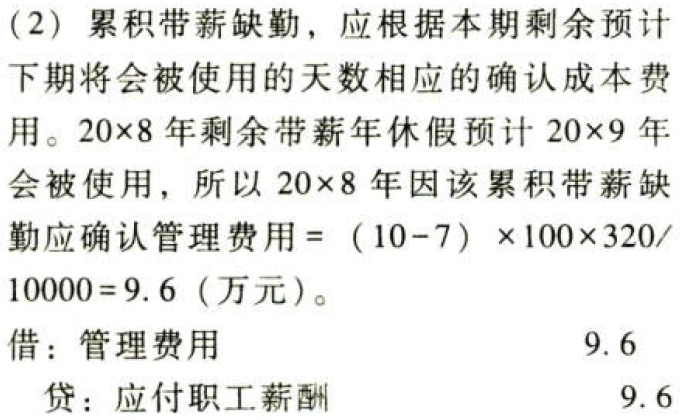 (2) 累积带薪缺勤，应根据本期剩余预计
下期将会被使用的天数相应的确认成本费
用。20×8 年剩余带薪年休假预计 20×9 年
会被使用，所以 20×8 年因该累积带薪缺
勤应确认管理费用= (10-7) ×100×320/
10000=9.6 (万元)。
借：管理费用 9.6
贷：应付职工薪酬 9.6